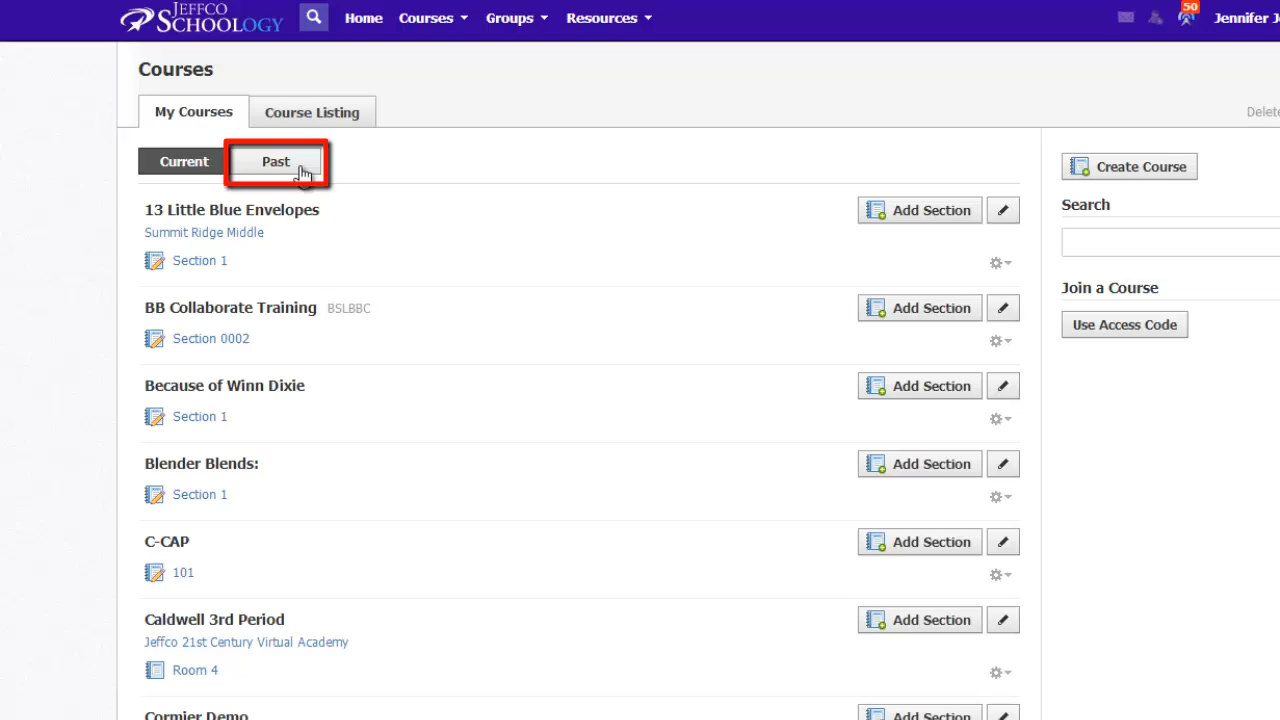 JEFFCO
SCHOOLOGY
Home Courses Groups Resources
50
Jennifer
Courses
My Courses Course Listing
Current Past
Create Course
Search
Join a Course
Use Access Code
13 Little Blue Envelopes
Summit Ridge Middle
Section 1
Add Section
BB Collaborate Training BSLBBC
Section 0002
Add Section
Because of Winn Dixie
Section 1
Add Section
Blender Blends:
Section 1
Add Section
C-CAP
101
Add Section
Caldwell 3rd Period
Jeffco 21st Century Virtual Academy
Room 4
Add Section
Cormier Demo
Add Section